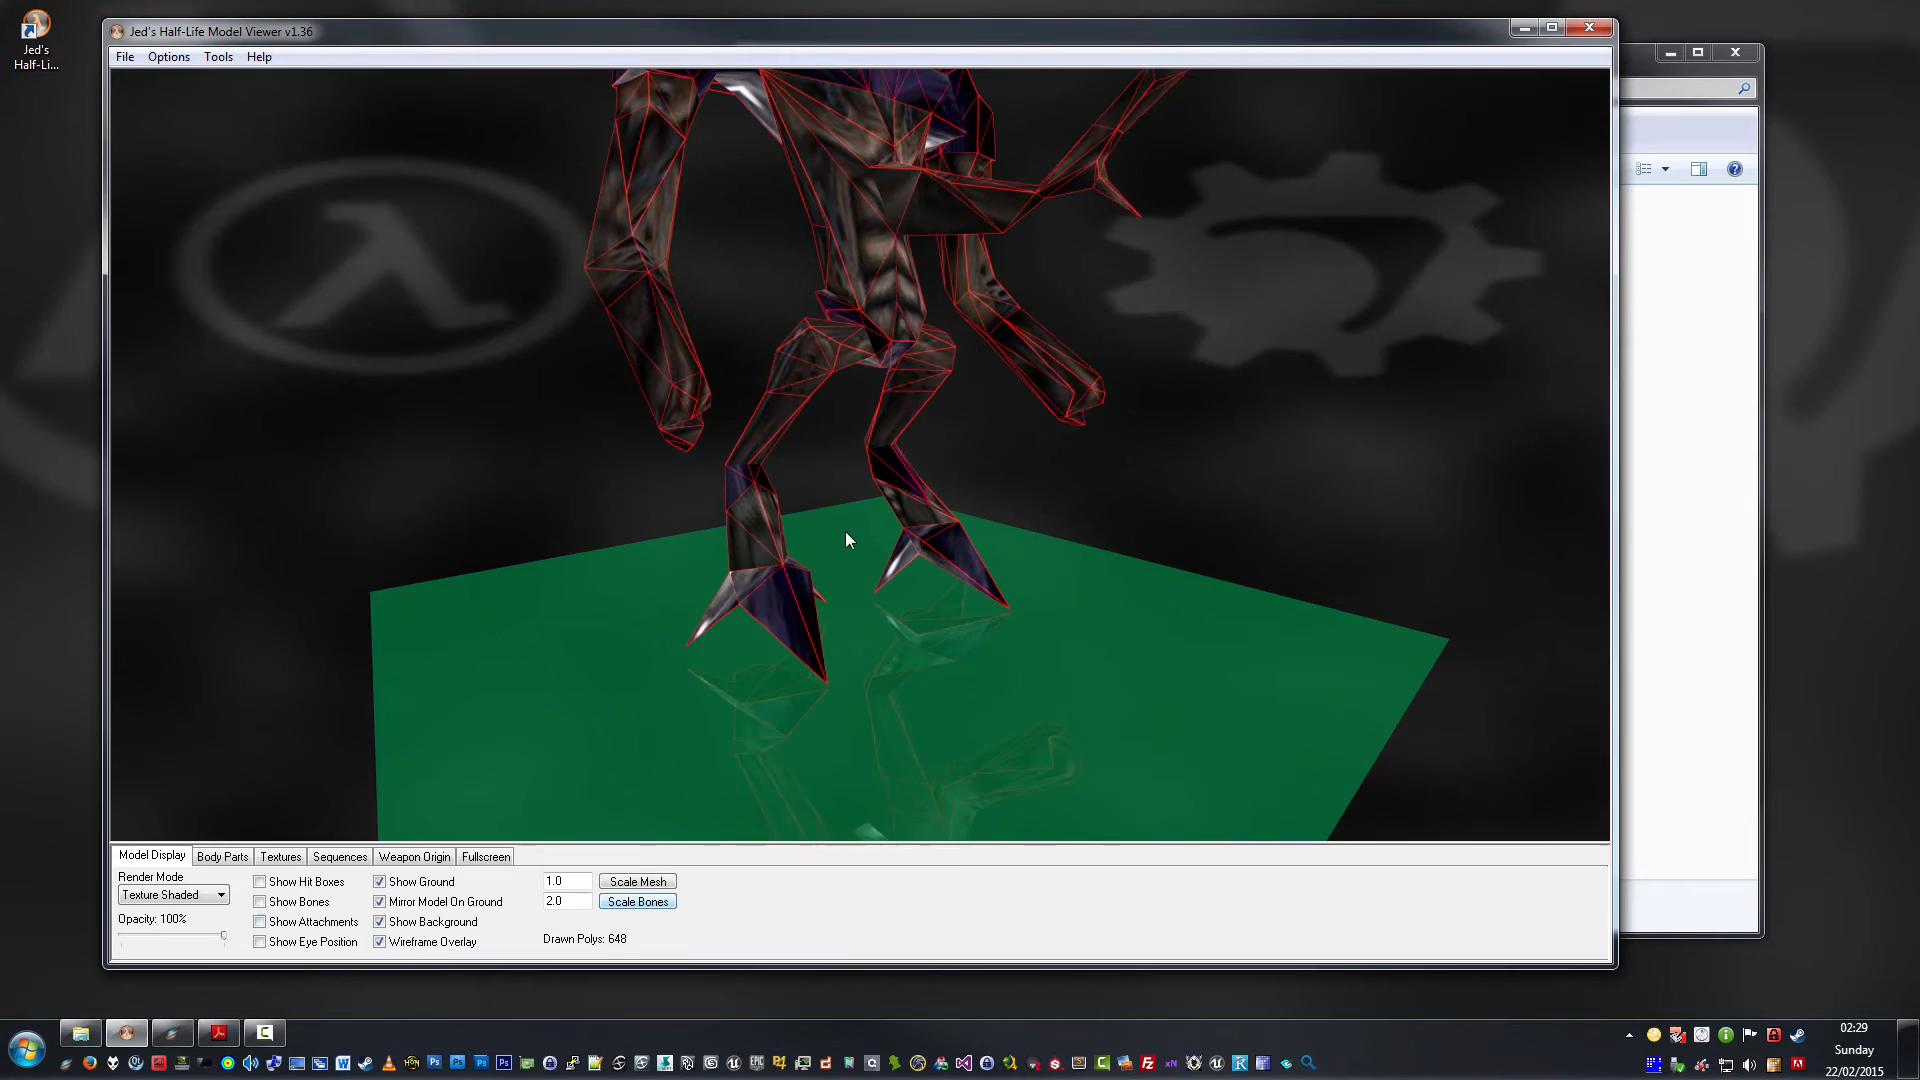 Jed's
Half-Li...
Jed's Half-Life Model Viewer v1.36
File Options Tools Help
Model Display Body Parts Textures Sequences Weapon Origin Fullscreen
Render Mode
Texture Shaded
Opacity: 100%
Show Hit Boxes
Show Bones
Show Attachments
Show Eye Position
Show Ground
Mirror Model On Ground
Show Background
Wireframe Overlay
1.0 Scale Mesh
2.0 Scale Bones
Drawn Polys: 648
02:29
Sunday
22/02/2015